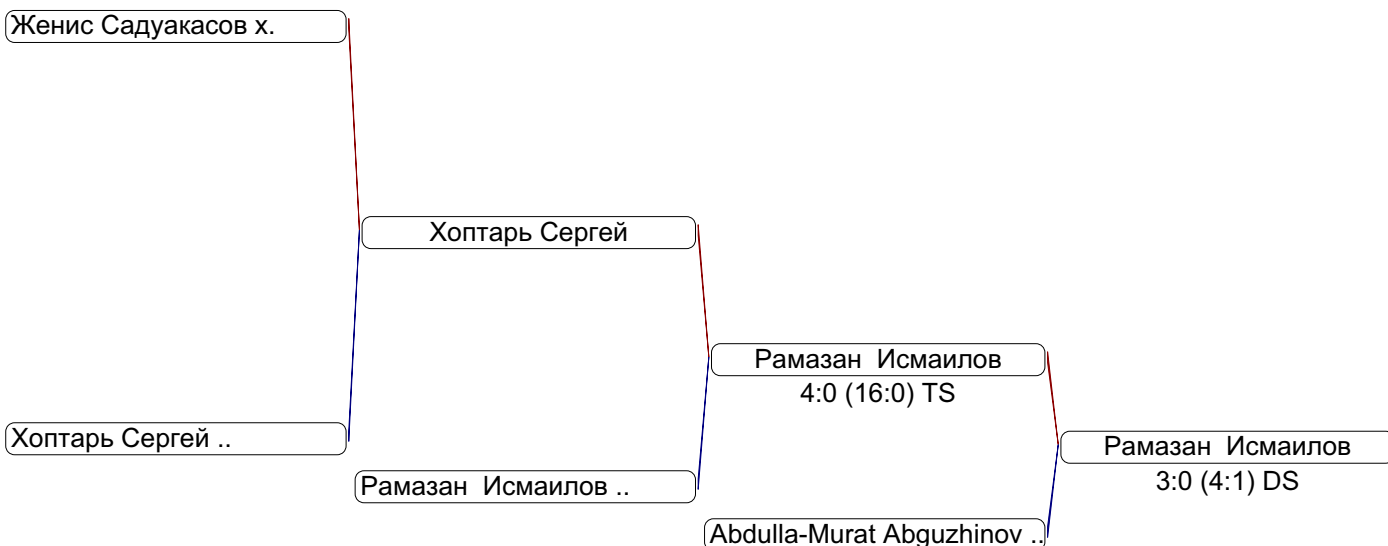 Женис Садуакасов х.
Хоптарь Сергей
Рамазан  Исмаилов
4:0 (16:0) TS
Хоптарь Сергей ..
Рамазан  Исмаилов
3:0 (4:1) DS
Рамазан  Исмаилов ..
Abdulla-Murat Abguzhinov ..